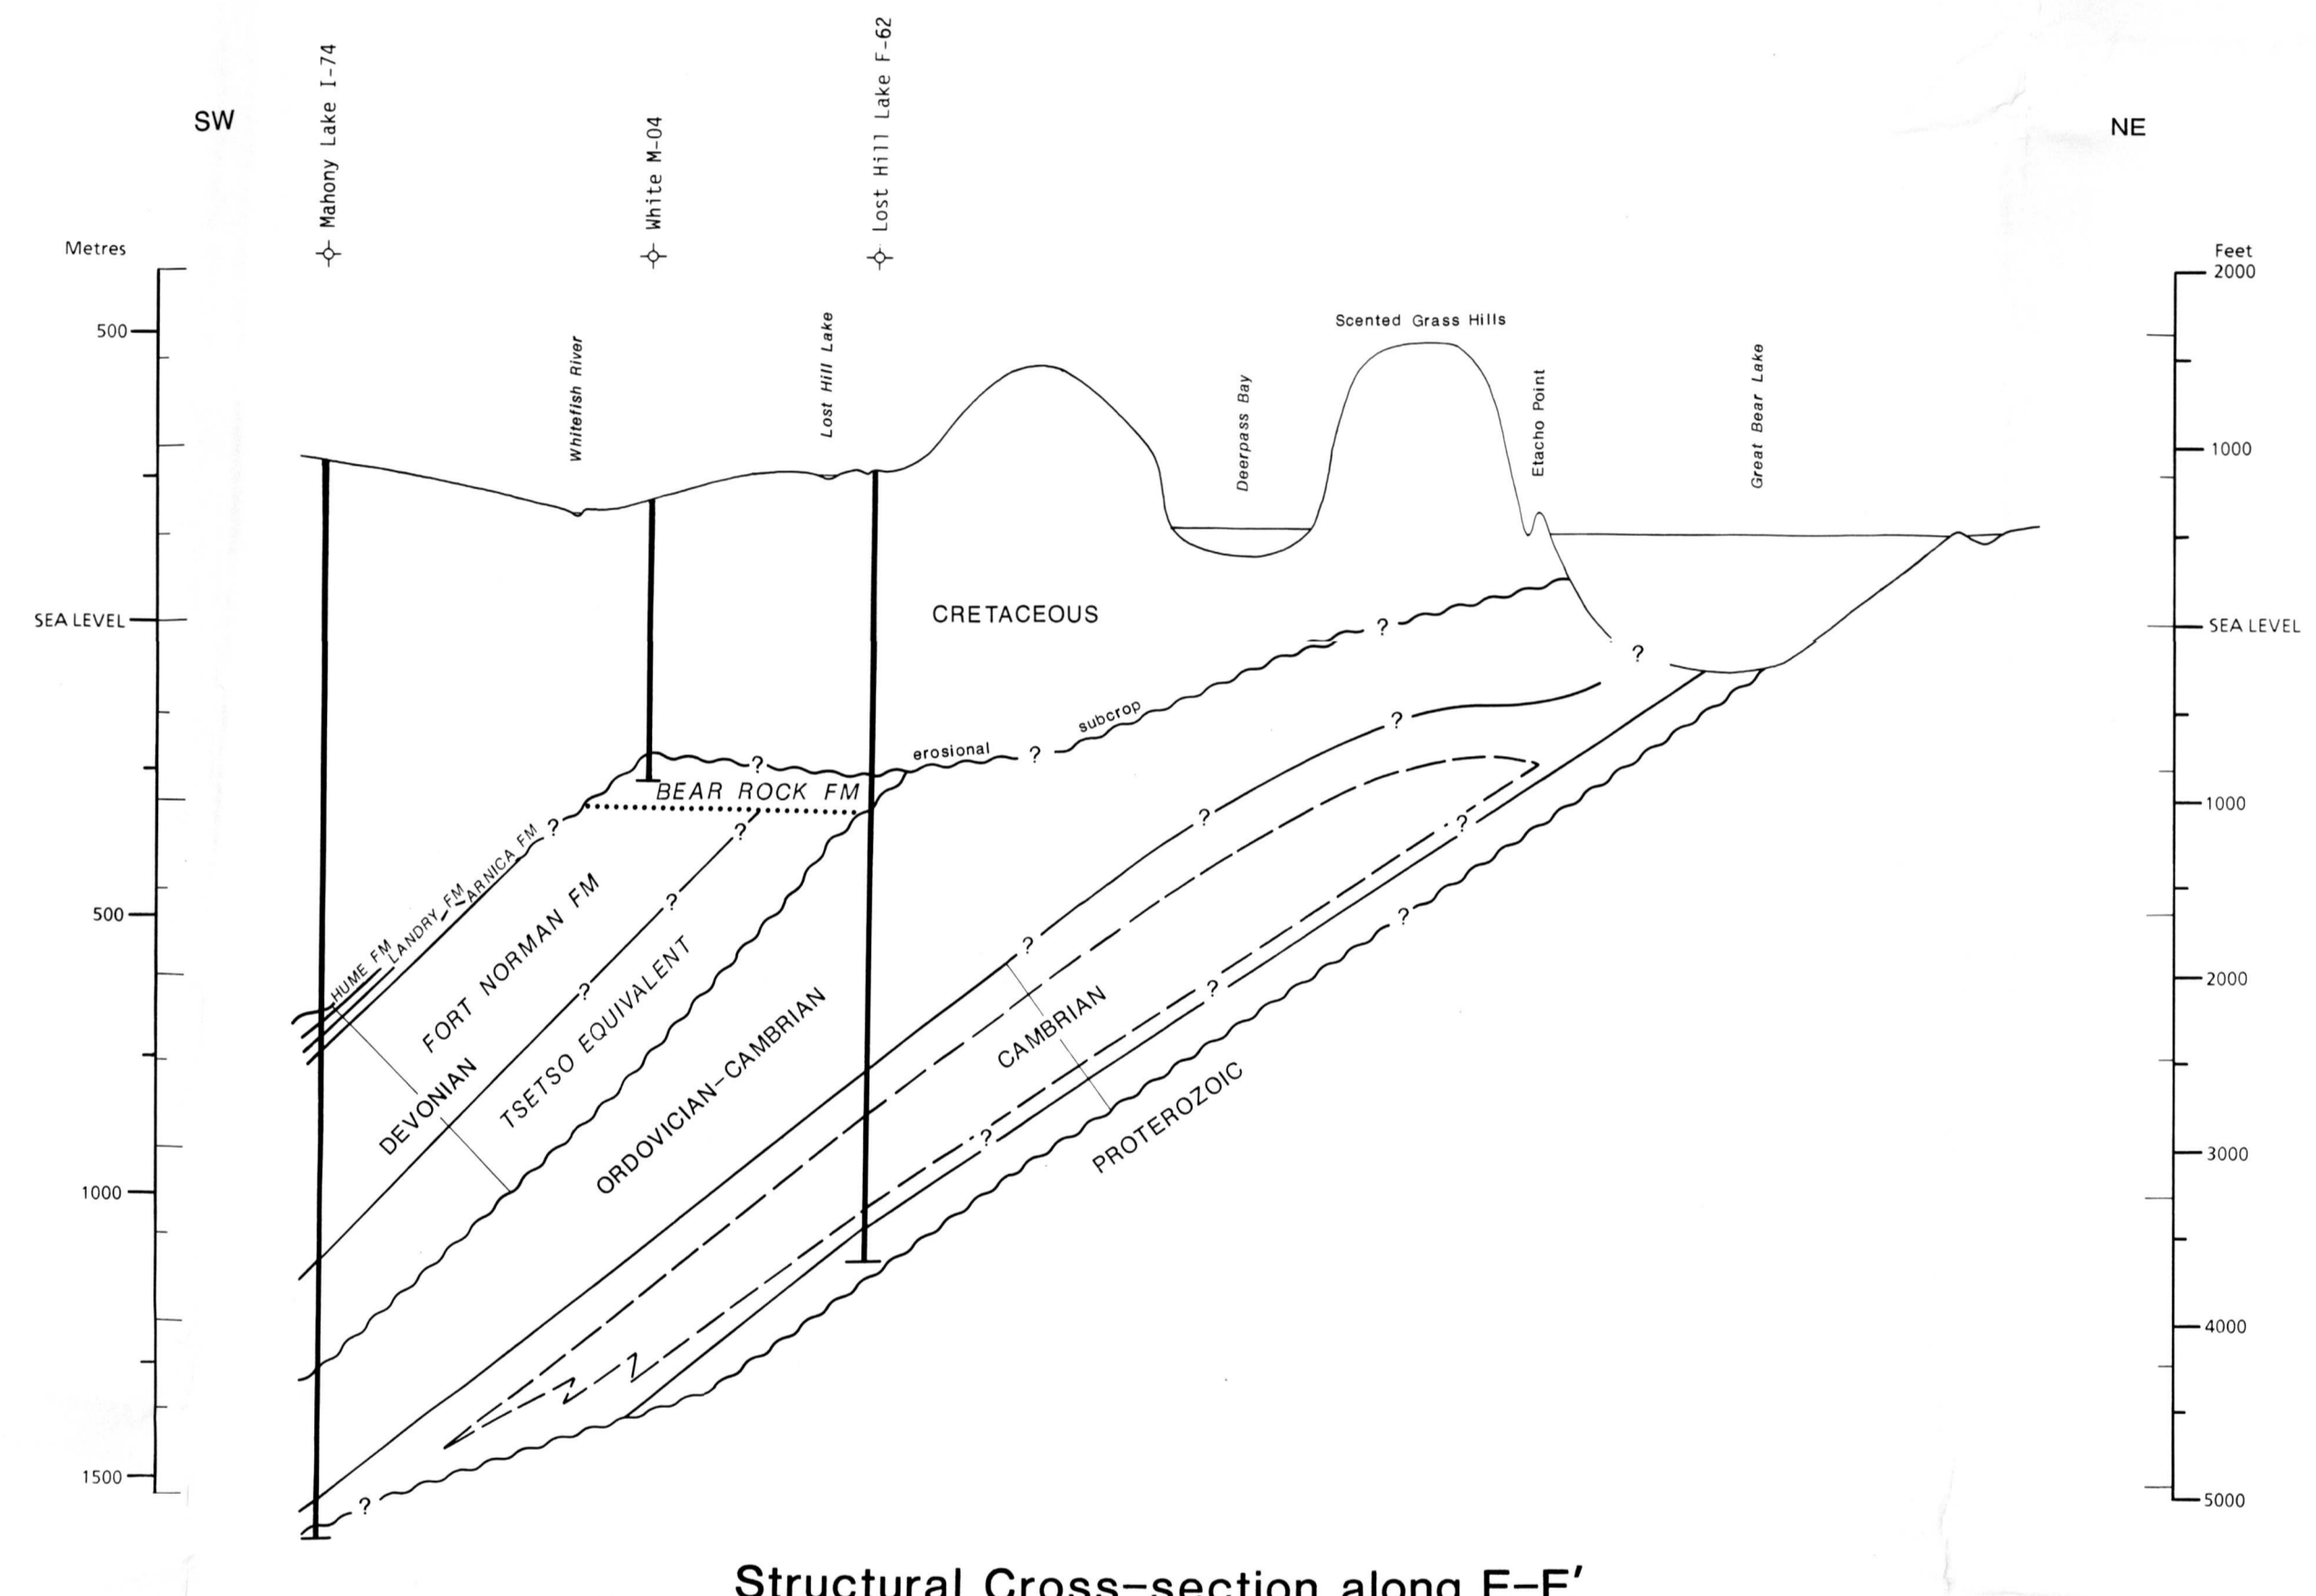 SW
NE
Mahony Lake I-74
White M-04
Lost Hill Lake F-62
Metres
500
SEA LEVEL
500
1000
1500
Feet
2000
1000
SEA LEVEL
1000
2000
3000
4000
5000
Whitefish River
Lost Hill Lake
Deerpass Bay
Scented Grass Hills
Etacho Point
Great Bear Lake
CRETACEOUS
erosional ? subcrop ?
?
?
BEAR ROCK FM
HUME FM
LANDRY FM
ARNICA FM ?
FORT NORMAN FM
? ? ?
DEVONIAN
TSETSO EQUIVALENT
ORDOVICIAN-CAMBRIAN
? ? ?
CAMBRIAN
? ? ?
?
PROTEROZOIC
?
Structural Cross-section along E-E'